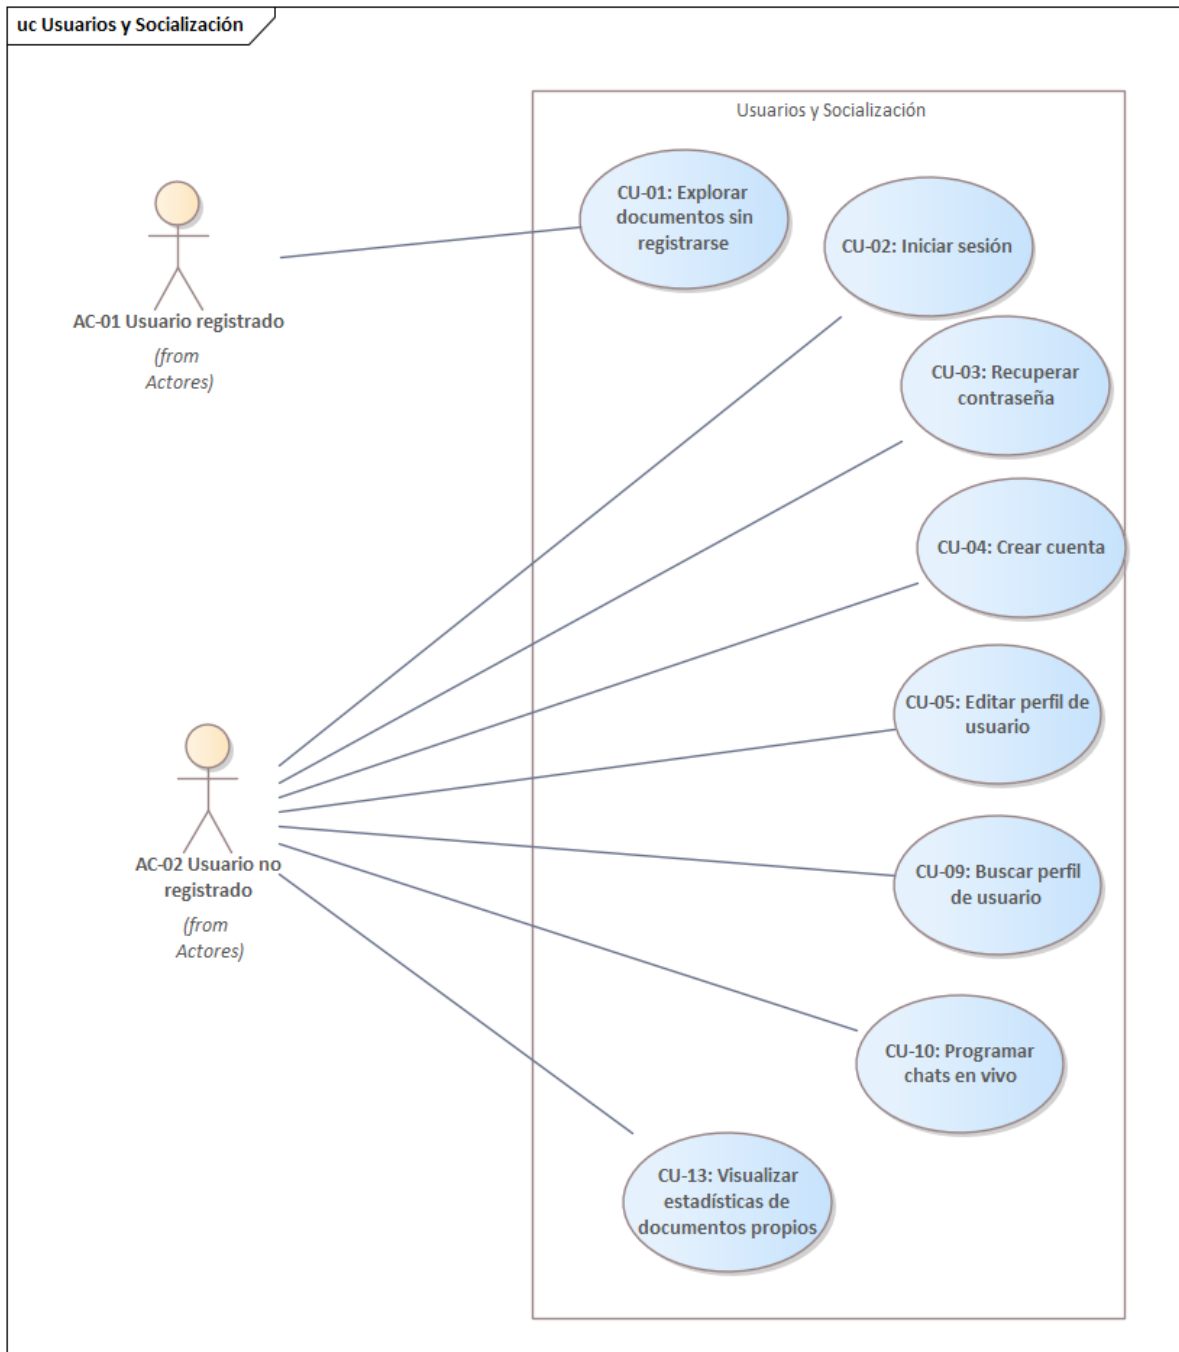 uc Usuarios y Socialización
Usuarios y Socialización
CU-01: Explorar
documentos sin
registrarse
CU-02: Iniciar sesión
AC-01 Usuario registrado
(from
Actores)
CU-03: Recuperar
contraseña
CU-04: Crear cuenta
CU-05: Editar perfil de
usuario
AC-02 Usuario no
registrado
(from
Actores)
CU-09: Buscar perfil
de usuario
CU-10: Programar
chats en vivo
CU-13: Visualizar
estadísticas de
documentos propios